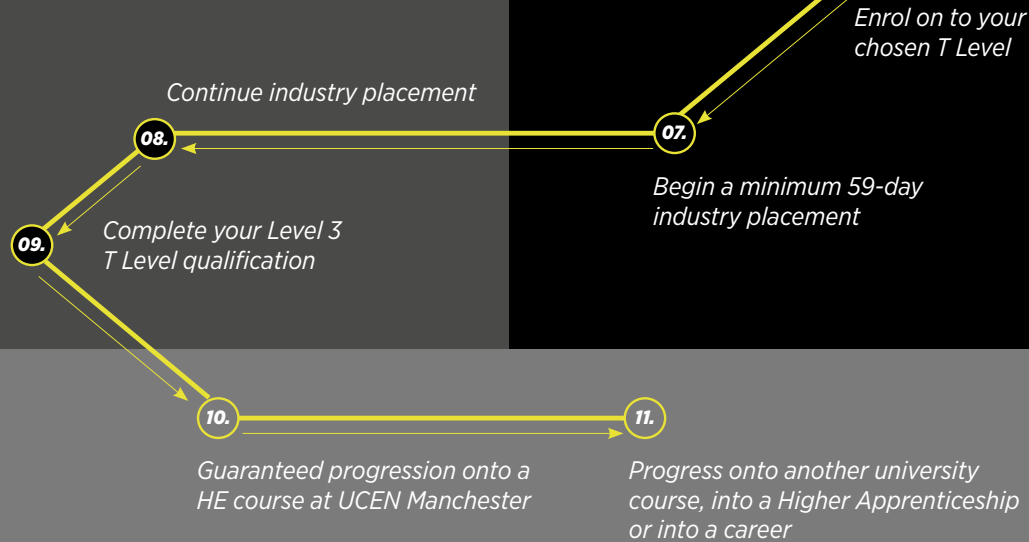 Enrol on to your
chosen T Level
07.
Begin a minimum 59-day
industry placement
08.
Continue industry placement
09.
Complete your Level 3
T Level qualification
10.
Guaranteed progression onto a
HE course at UCEN Manchester
11.
Progress onto another university
course, into a Higher Apprenticeship
or into a career